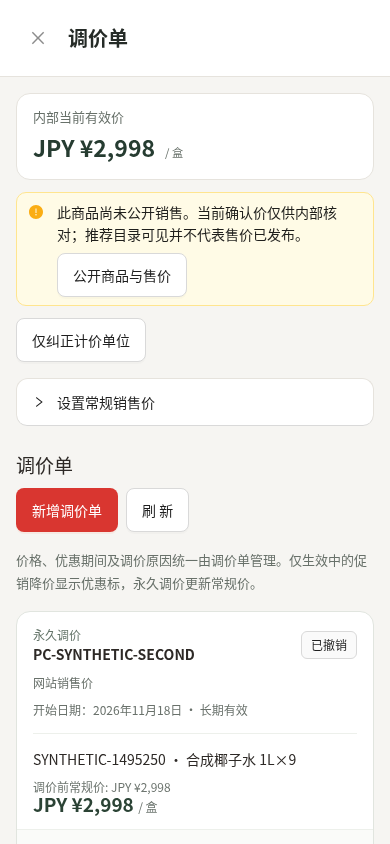 调价单
内部当前有效价
JPY ¥2,998 / 盒
此商品尚未公开销售。当前确认价仅供内部核
对；推荐目录可见并不代表售价已发布。
公开商品与售价
仅纠正计价单位
设置常规销售价
调价单
新增调价单 刷 新
价格、优惠期间及调价原因统一由调价单管理。仅生效中的促
销降价显示优惠标，永久调价更新常规价。
永久调价
已撤销
PC-SYNTHETIC-SECOND
网站销售价
开始日期：2026年11月18日 · 长期有效
SYNTHETIC-1495250 · 合成椰子水 1L×9
调价前常规价: JPY ¥2,998
JPY ¥2,998 / 盒